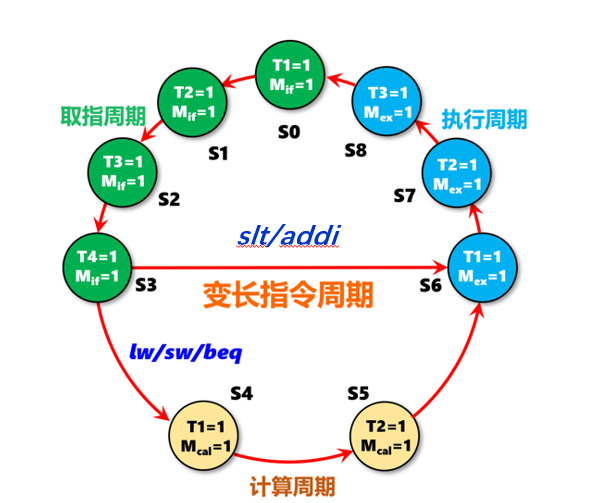 T1=1
Mif=1
S0
T2=1
Mif=1
S1
T3=1
Mex=1
S8
取指周期
执行周期
T3=1
Mif=1
S2
T2=1
Mex=1
S7
slt/addi
T4=1
Mif=1
S3
T1=1
Mex=1
S6
变长指令周期
lw/sw/beq
S4
S5
T1=1
Mcal=1
T2=1
Mcal=1
计算周期